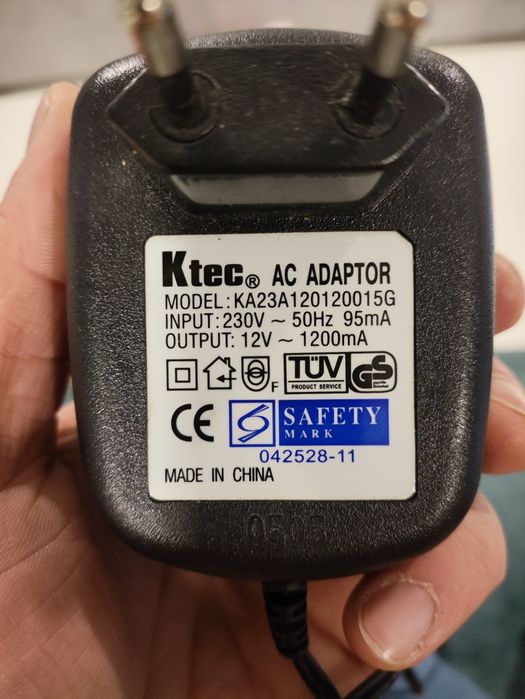 Ktec® AC ADAPTOR
MODEL:KA23A120120015G
INPUT:230V ~ 50Hz 95mA
OUTPUT: 12V ~ 1200mA
F
TÜV
PRODUCT SERVICE
GS
CE
SAFETY
MARK
042528-11
MADE IN CHINA